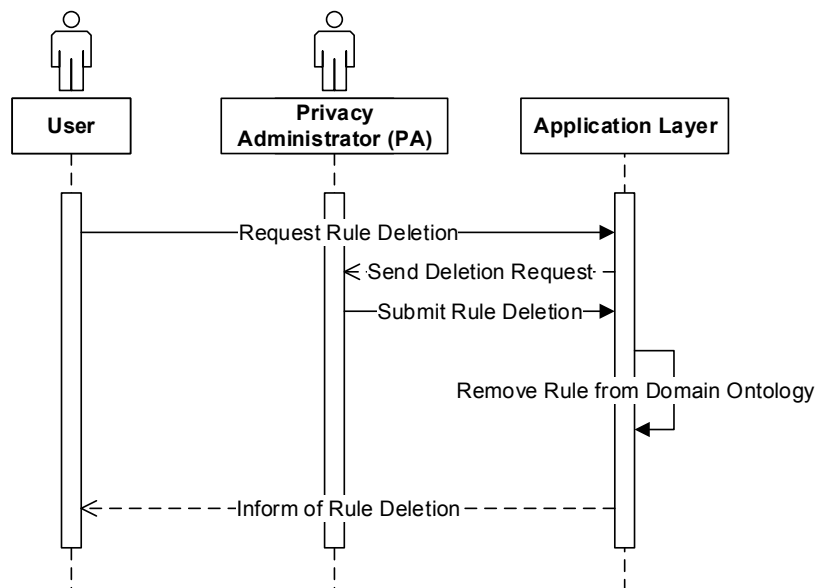 User
Privacy
Administrator (PA)
Application Layer
Request Rule Deletion
Send Deletion Request
Submit Rule Deletion
Remove Rule from Domain Ontology
Inform of Rule Deletion